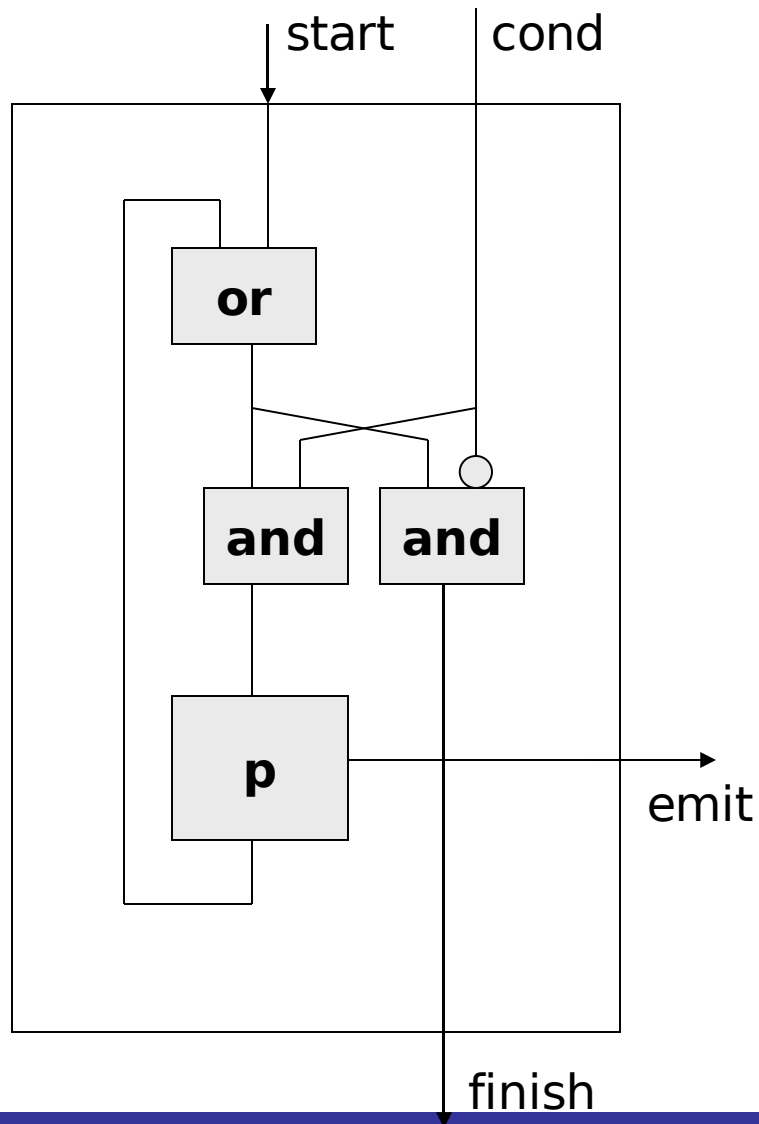 start
cond
or
and
and
p
emit
finish